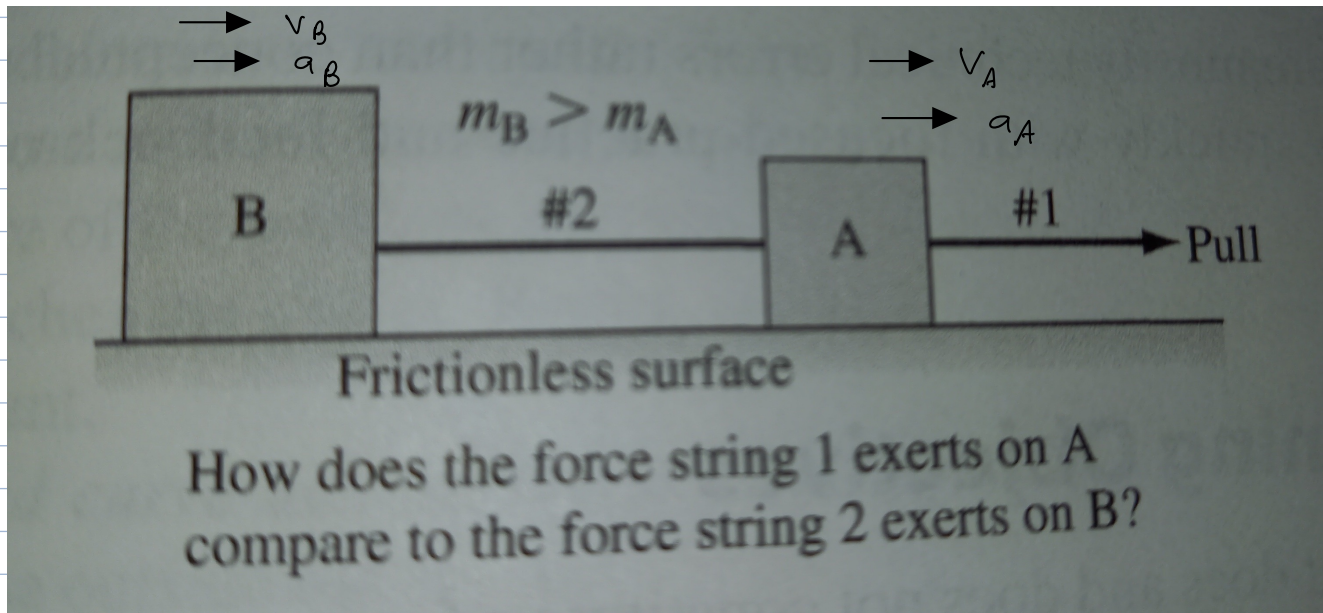 v_B
a_B
v_A
a_A
m_B > m_A
B
#2
A
#1
Pull
Frictionless surface
How does the force string 1 exerts on A
compare to the force string 2 exerts on B?